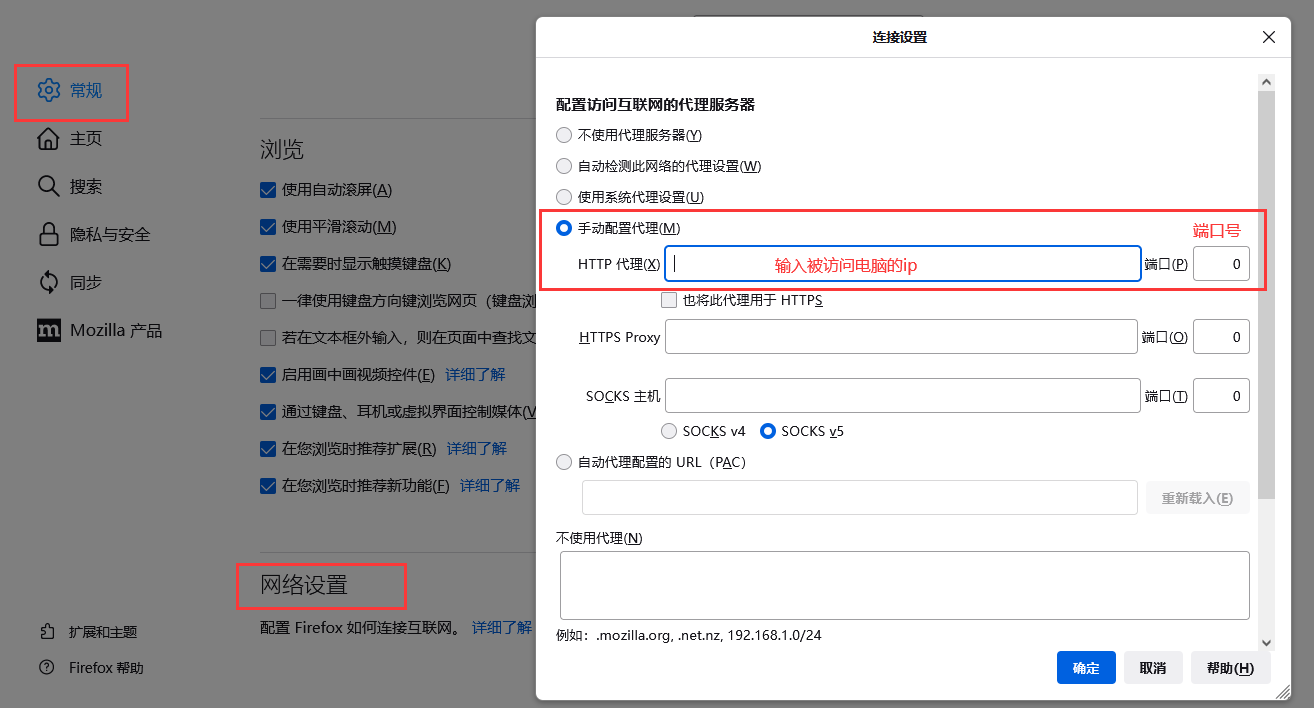 常规
主页
搜索
隐私与安全
同步
Mozilla 产品
扩展和主题
Firefox 帮助
浏览
使用自动滚屏(A)
使用平滑滚动(M)
在需要时显示触摸键盘(K)
一律使用键盘方向键浏览网页（键盘浏
若在文本框外输入，则在页面中查找文
启用画中画视频控件(E) 详细了解
通过键盘、耳机或虚拟界面控制媒体(V
在您浏览时推荐扩展(R) 详细了解
在您浏览时推荐新功能(F) 详细了解
网络设置
配置 Firefox 如何连接互联网。 详细了解
连接设置
配置访问互联网的代理服务器
不使用代理服务器(Y)
自动检测此网络的代理设置(W)
使用系统代理设置(U)
手动配置代理(M) 端口号
HTTP 代理(X) 输入被访问电脑的ip 端口(P) 0
也将此代理用于 HTTPS
HTTPS Proxy 端口(O) 0
SOCKS 主机 端口(T) 0
SOCKS v4 SOCKS v5
自动代理配置的 URL（PAC）
重新载入(E)
不使用代理(N)
例如：.mozilla.org, .net.nz, 192.168.1.0/24
确定 取消 帮助(H)